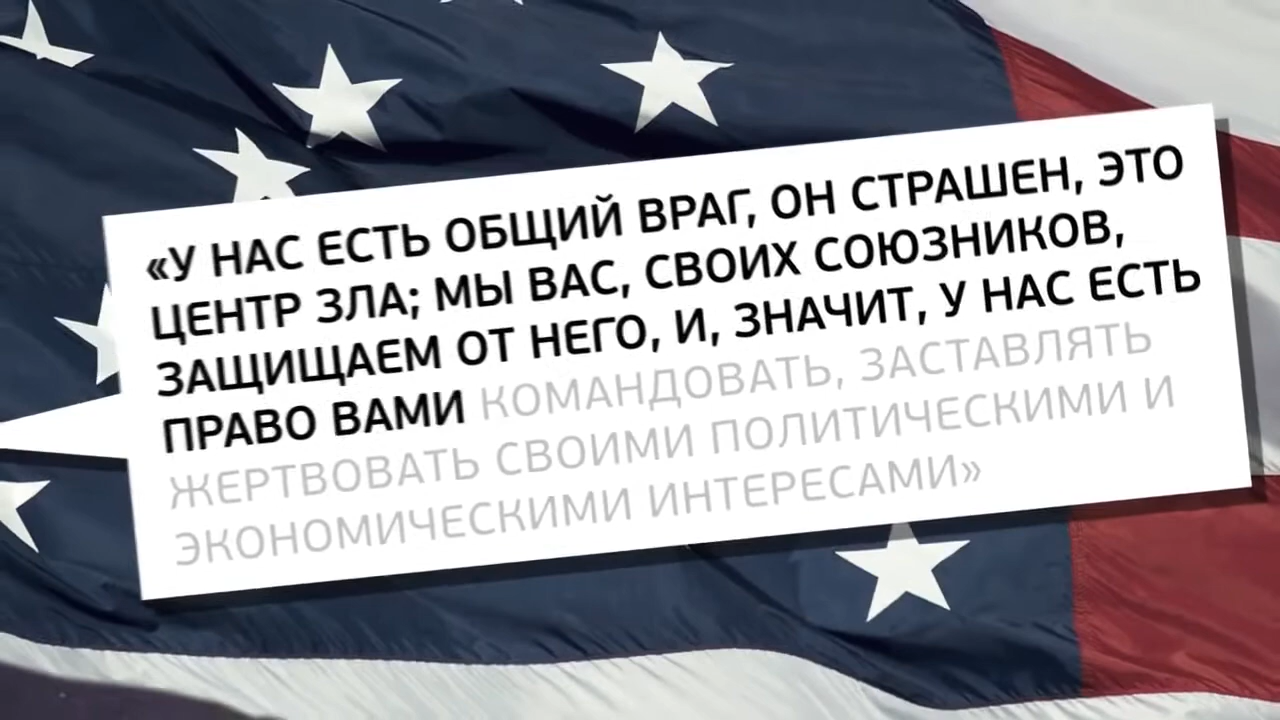 «У НАС ЕСТЬ ОБЩИЙ ВРАГ, ОН СТРАШЕН, ЭТО
ЦЕНТР ЗЛА; МЫ ВАС, СВОИХ СОЮЗНИКОВ,
ЗАЩИЩАЕМ ОТ НЕГО, И, ЗНАЧИТ, У НАС ЕСТЬ
ПРАВО ВАМИ КОМАНДОВАТЬ, ЗАСТАВЛЯТЬ
ЖЕРТВОВАТЬ СВОИМИ ПОЛИТИЧЕСКИМИ И
ЭКОНОМИЧЕСКИМИ ИНТЕРЕСАМИ»